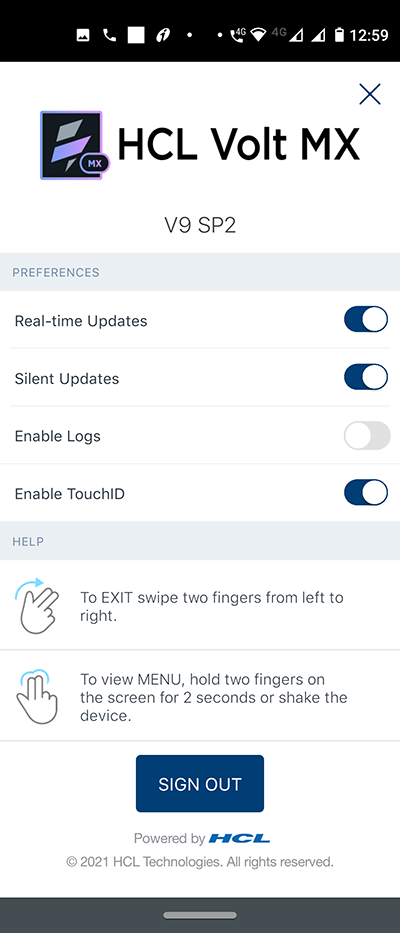 4G 4G 12:59
MX HCL Volt MX
V9 SP2
PREFERENCES
Real-time Updates
Silent Updates
Enable Logs
Enable TouchID
HELP
To EXIT swipe two fingers from left to
right.
To view MENU, hold two fingers on
the screen for 2 seconds or shake the
device.
SIGN OUT
Powered by HCL
© 2021 HCL Technologies. All rights reserved.